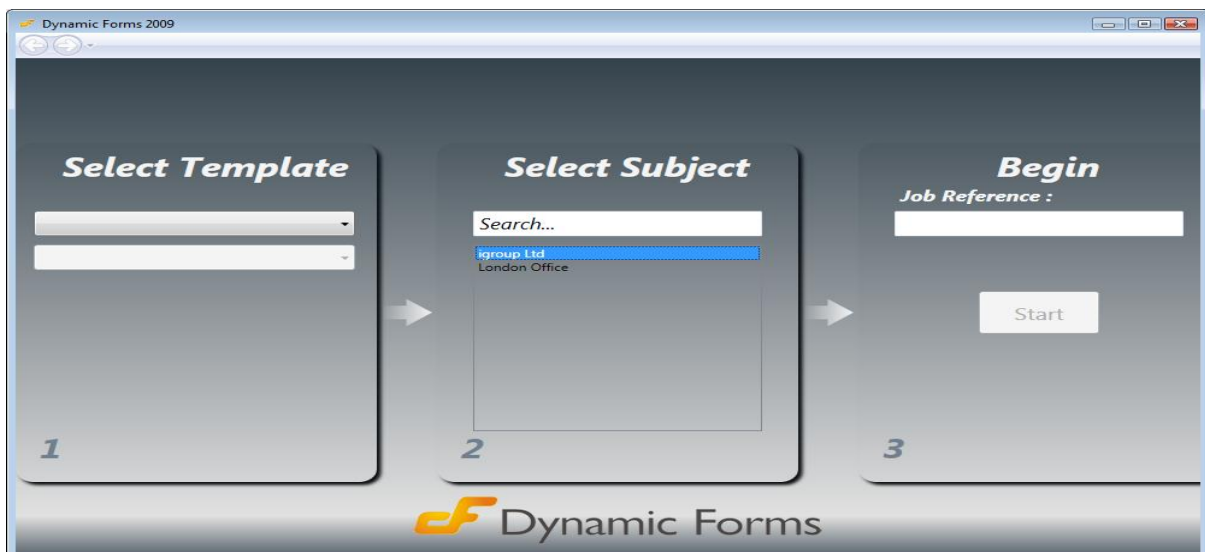 Dynamic Forms 2009
Select Template
1
Select Subject
Search...
igroup Ltd
London Office
2
Begin
Job Reference :
Start
3
Dynamic Forms